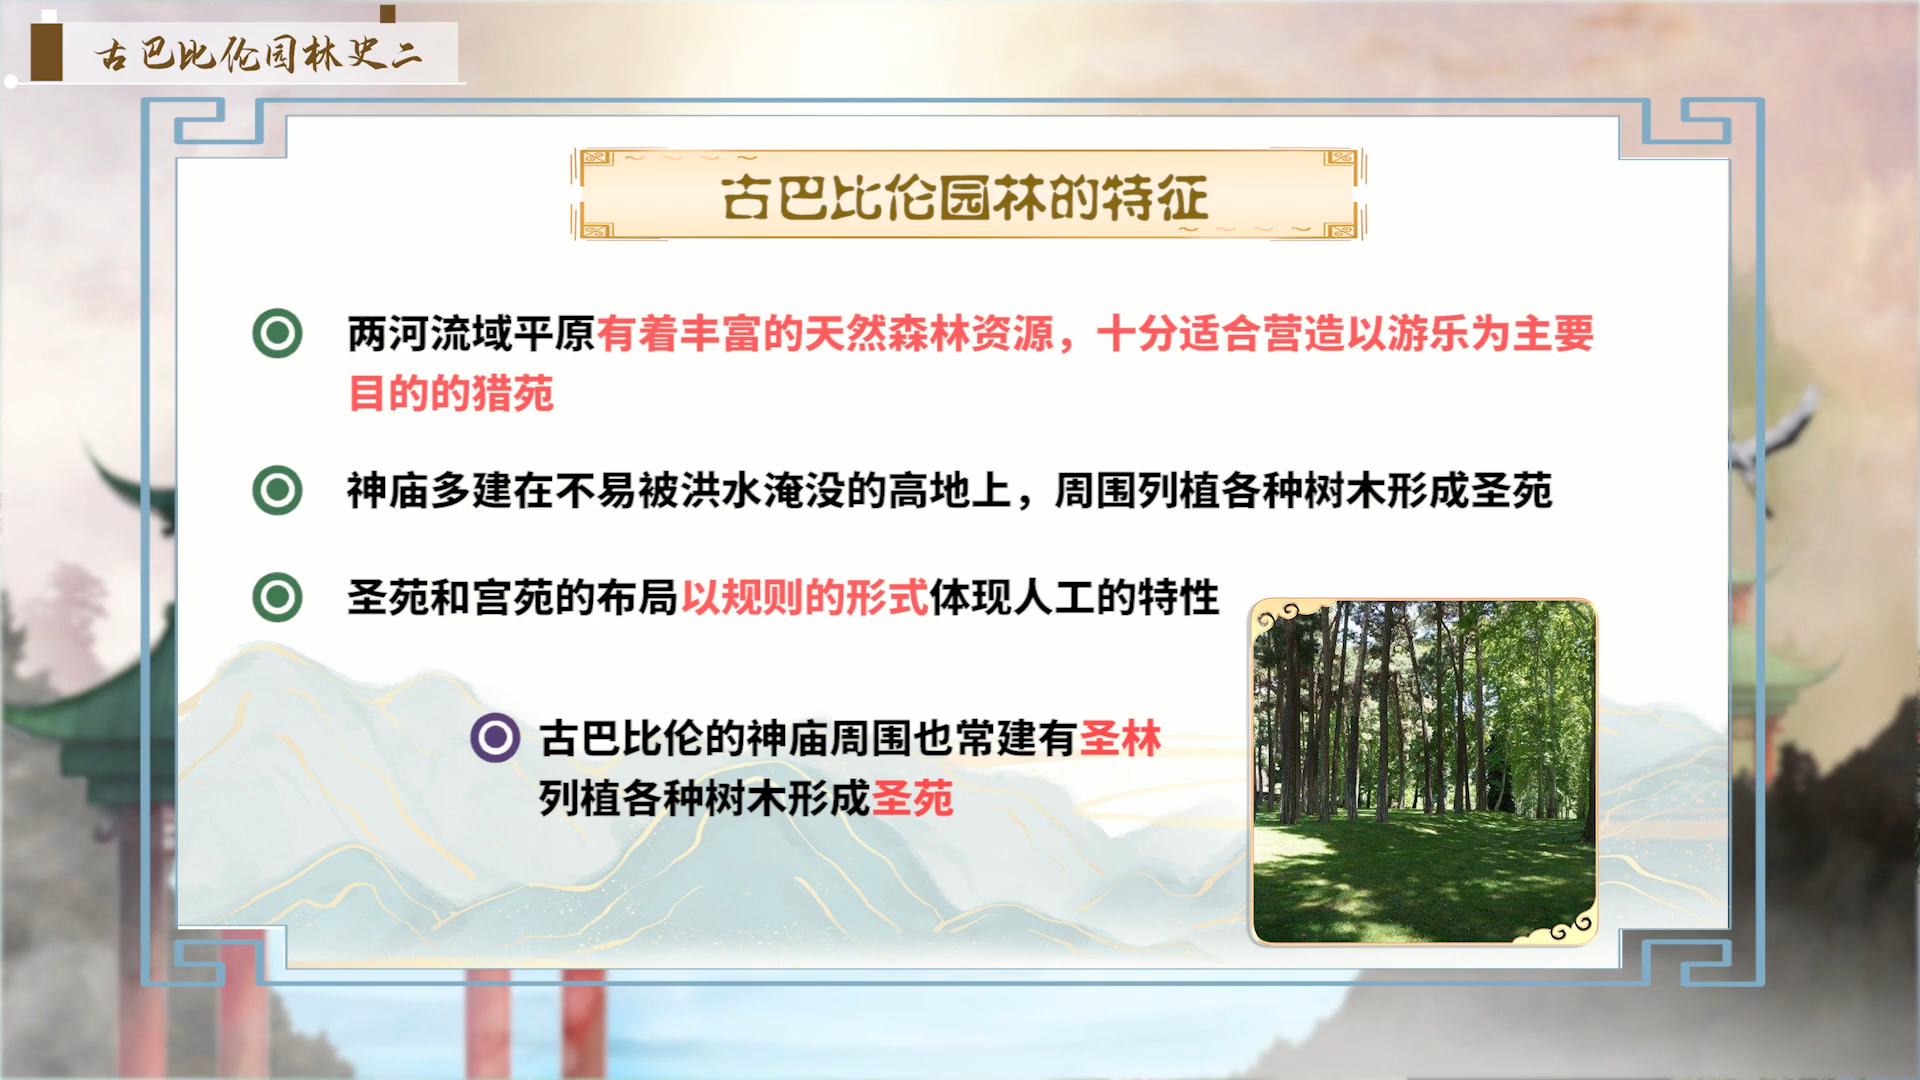 古巴比伦园林史二
古巴比伦园林的特征
两河流域平原有着丰富的天然森林资源，十分适合营造以游乐为主要
目的的猎苑
神庙多建在不易被洪水淹没的高地上，周围列植各种树木形成圣苑
圣苑和宫苑的布局以规则的形式体现人工的特性
古巴比伦的神庙周围也常建有圣林
列植各种树木形成圣苑